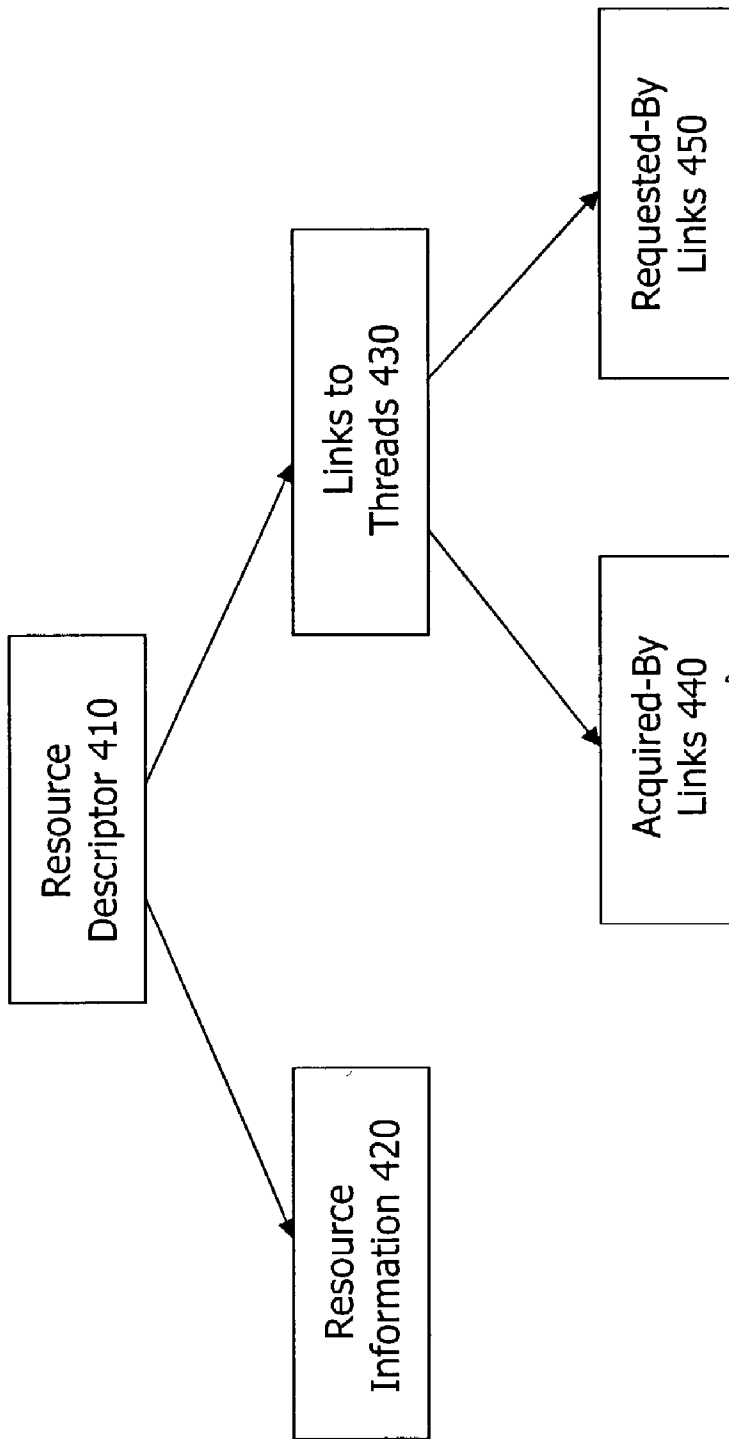 Resource
Descriptor 410
Resource
Information 420
Links to
Threads 430
Acquired-By
Links 440
Requested-By
Links 450